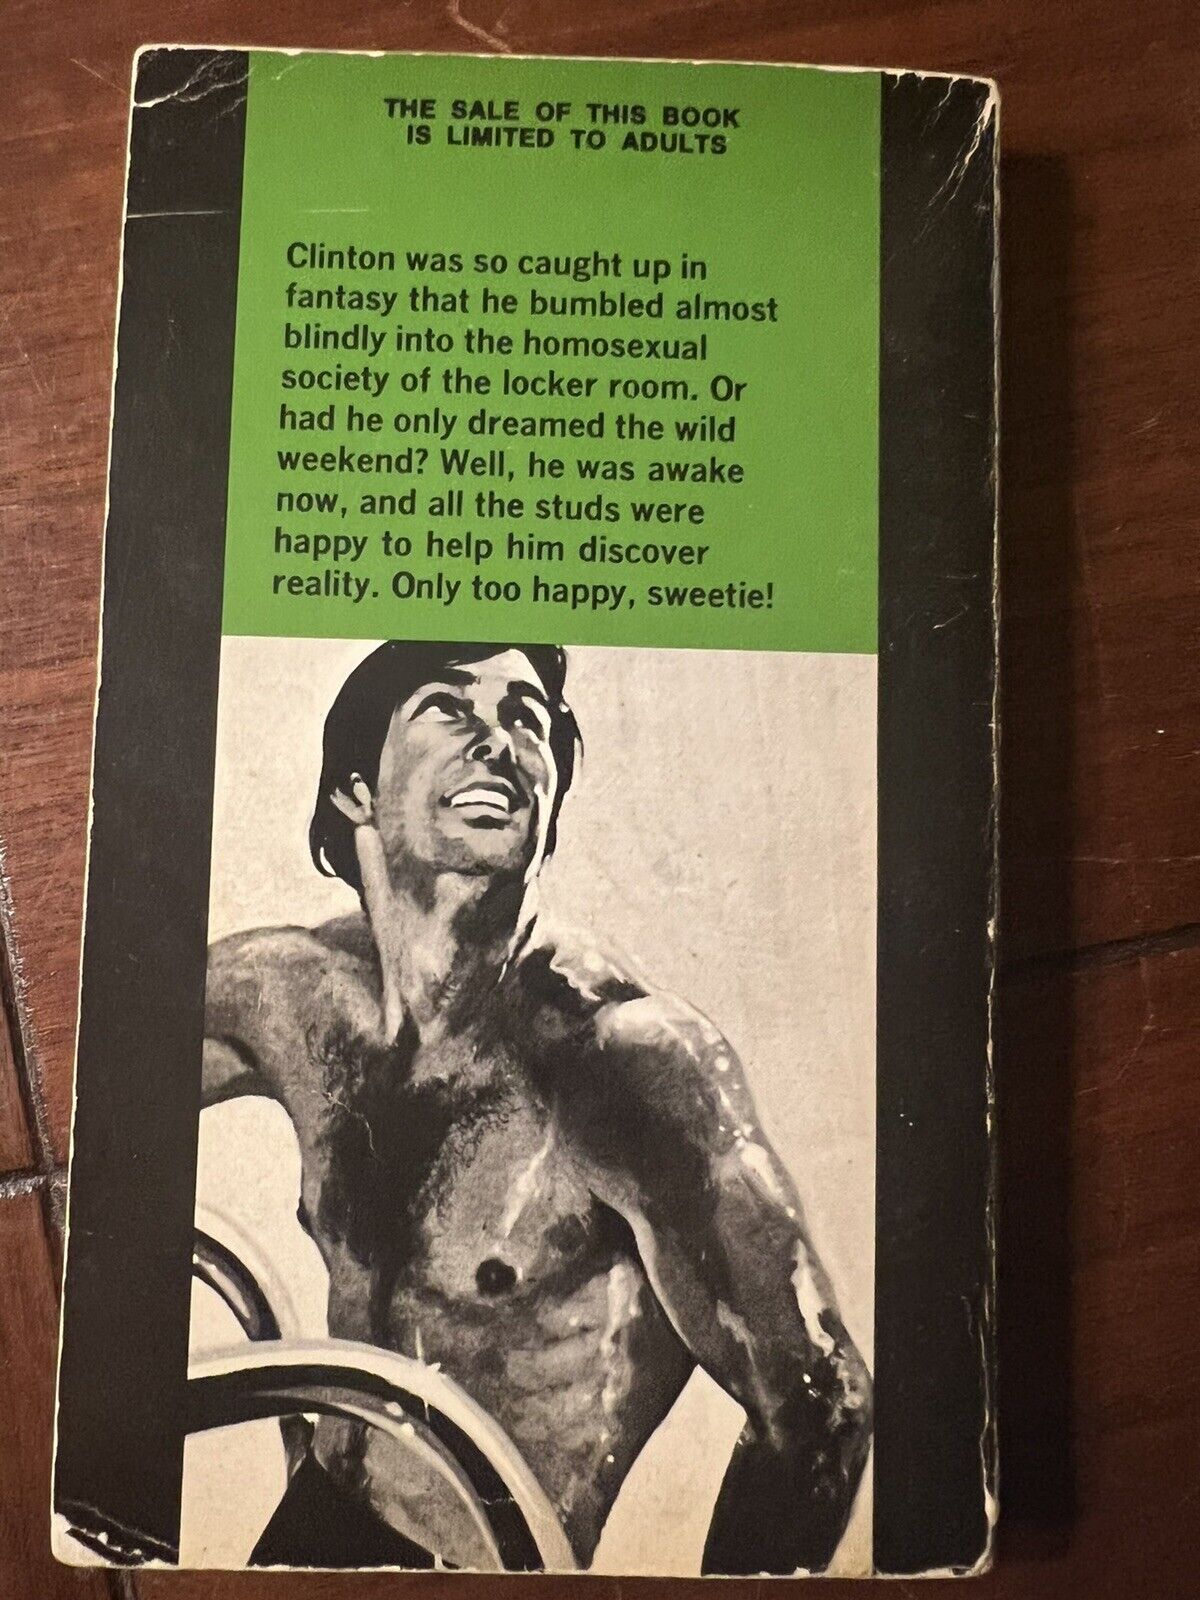 THE SALE OF THIS BOOK
IS LIMITED TO ADULTS
Clinton was so caught up in
fantasy that he bumbled almost
blindly into the homosexual
society of the locker room. Or
had he only dreamed the wild
weekend? Well, he was awake
now, and all the studs were
happy to help him discover
reality. Only too happy, sweetie!